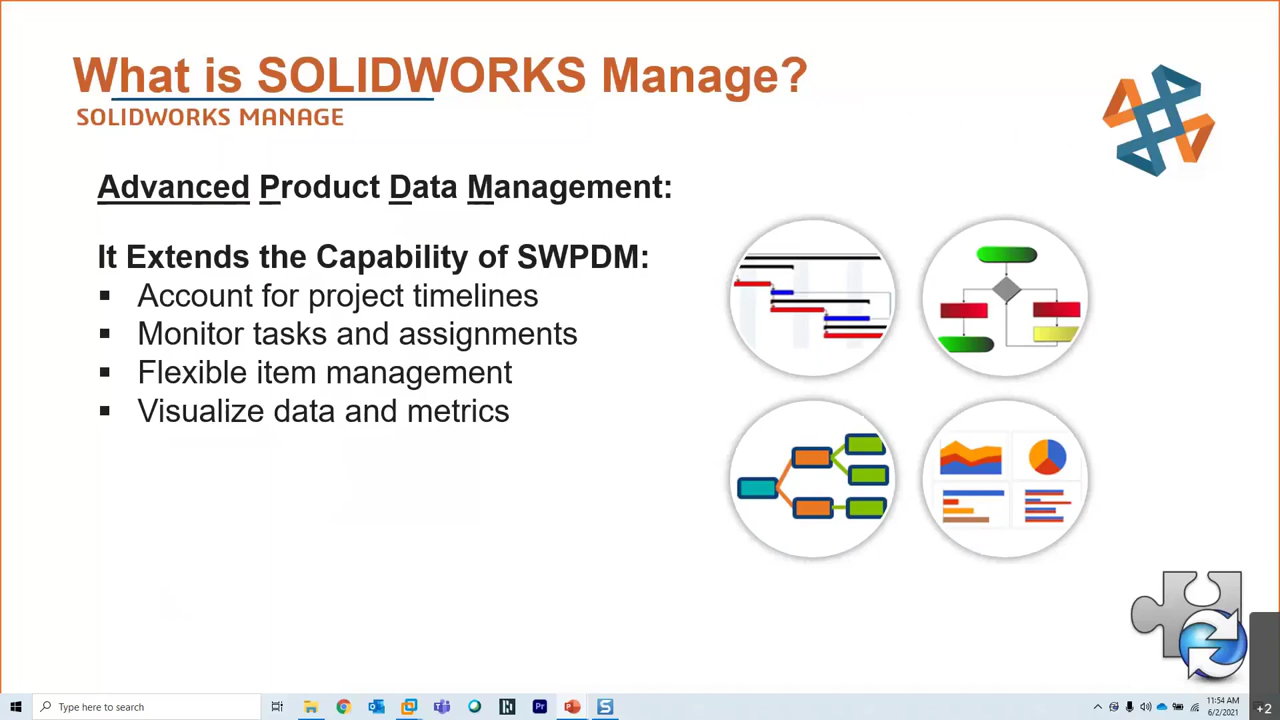 What is SOLIDWORKS Manage?
SOLIDWORKS MANAGE
Advanced Product Data Management:
It Extends the Capability of SWPDM:
▪ Account for project timelines
▪ Monitor tasks and assignments
▪ Flexible item management
▪ Visualize data and metrics
Type here to search
Pr
S
11:54 AM
6/2/2021
+2